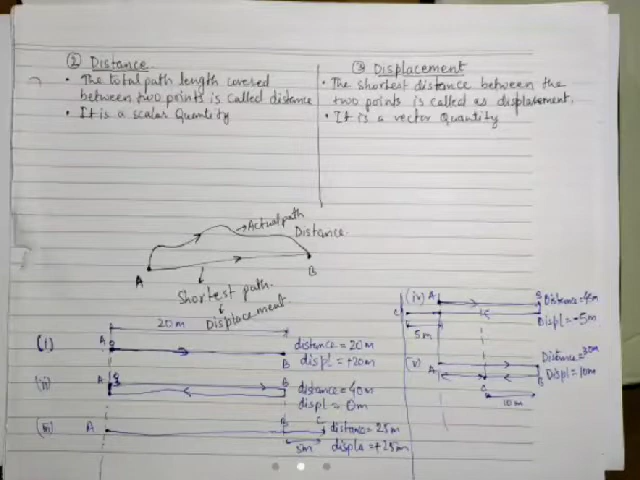 ② Distance
• The total path length covered
between two points is called distance
• It is a scalar Quantity
③ Displacement
• The shortest distance between the
two points is called as displacement.
• It is a vector Quantity
Actual path
Distance.
A
B
Shortest path.
Displacement
20m
(i)
A
B
distance = 20m
displ = +20m
(ii)
A
B
distance = 40m
displ = 0m
(iii)
A
B
C
5m
distance = 25m
displa = +25m
(iv)
A
B
C
5m
Distance = 45m
Displ = -5m
(v)
A
B
C
10m
Distance = 30m
Displ = 10m